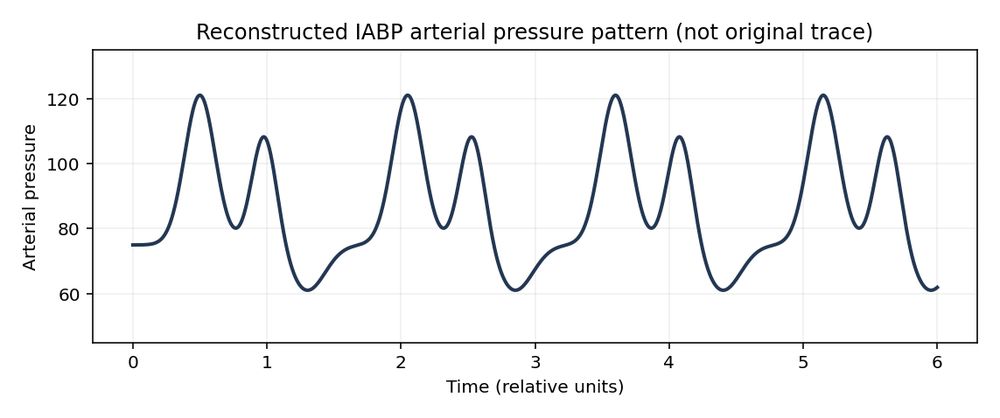 Reconstructed IABP arterial pressure pattern (not original trace)
120
100
80
60
Arterial pressure
0 1 2 3 4 5 6
Time (relative units)